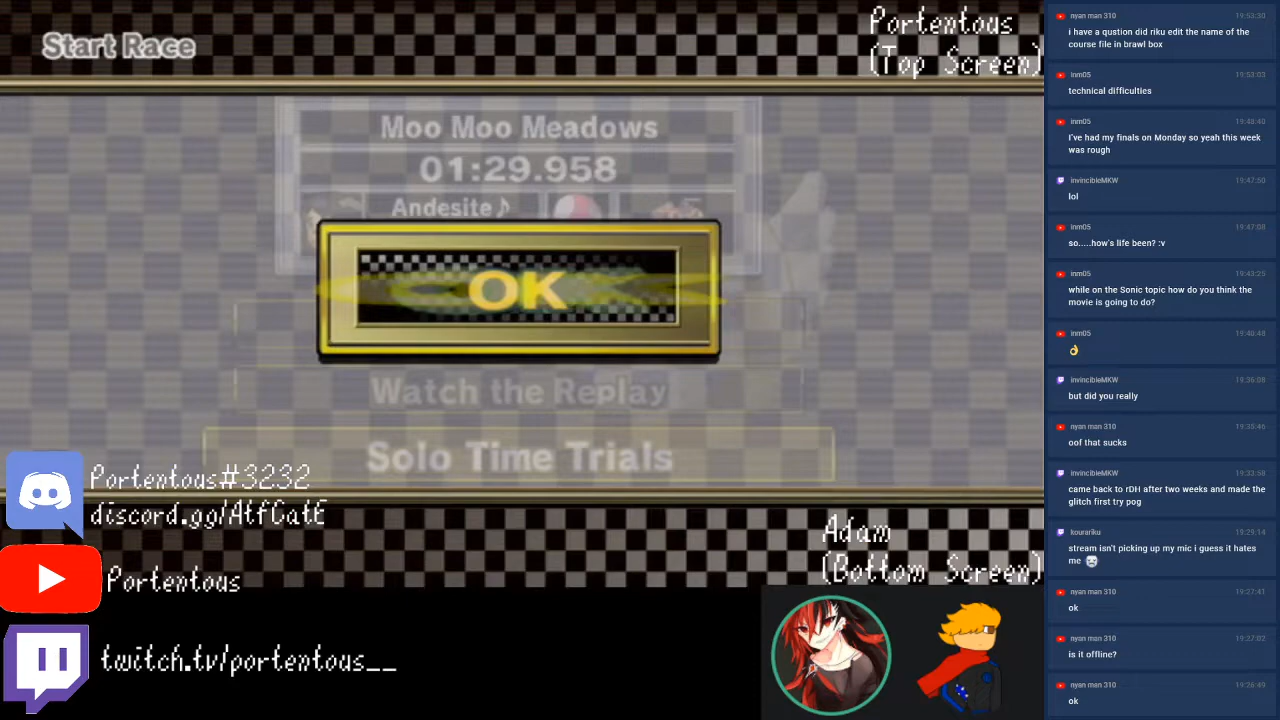 Start Race
Portentous
(Top Screen)
Moo Moo Meadows
01:29.958
Andesite♪
OK
Watch the Replay
Solo Time Trials
Portentous#3232
discord.gg/AtfCatE
Portentous
twitch.tv/portentous__
Adam
(Bottom Screen)
nyan man 310 19:53:30
i have a qustion did riku edit the name of the
course file in brawl box
inm05 19:53:03
technical difficulties
inm05 19:48:40
I've had my finals on Monday so yeah this week
was rough
invincibleMKW 19:47:50
lol
inm05 19:47:08
so.....how's life been? :v
inm05 19:43:25
while on the Sonic topic how do you think the
movie is going to do?
inm05 19:40:48
👌
invincibleMKW 19:36:08
but did you really
nyan man 310 19:35:46
oof that sucks
invincibleMKW 19:33:58
came back to rDH after two weeks and made the
glitch first try pog
kourariku 19:29:14
stream isn't picking up my mic i guess it hates
me
nyan man 310 19:27:41
ok
nyan man 310 19:27:02
is it offline?
nyan man 310 19:26:49
ok